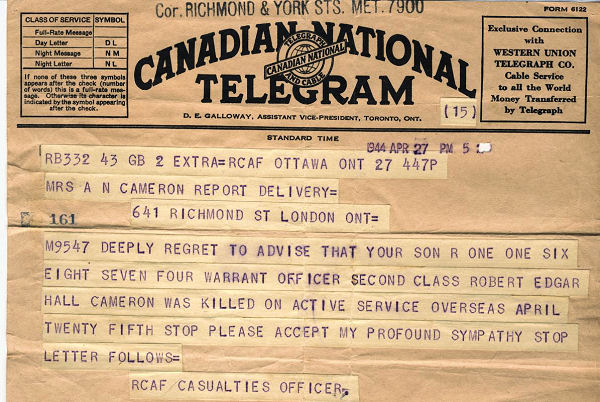 Cor. RICHMOND & YORK STS. MET. 7900
FORM 6122
CLASS OF SERVICE SYMBOL
Full-Rate Message
Day Letter D L
Night Message N M
Night Letter N L
If none of these three symbols
appears after the check (number
of words) this is a full-rate mes-
sage. Otherwise its character is
indicated by the symbol appearing
after the check.
CANADIAN NATIONAL
TELEGRAM
TELEGRAPH
CANADIAN NATIONAL
AND CABLE
D. E. GALLOWAY, ASSISTANT VICE-PRESIDENT, TORONTO, ONT.
Exclusive Connection
with
WESTERN UNION
TELEGRAPH CO.
Cable Service
to all the World
Money Transferred
by Telegraph
(15)
STANDARD TIME
1944 APR 27 PM 5
RB332 43 GB 2 EXTRA=RCAF OTTAWA ONT 27 447P
MRS A N CAMERON REPORT DELIVERY=
641 RICHMOND ST LONDON ONT=
E 161
M9547 DEEPLY REGRET TO ADVISE THAT YOUR SON R ONE ONE SIX
EIGHT SEVEN FOUR WARRANT OFFICER SECOND CLASS ROBERT EDGAR
HALL CAMERON WAS KILLED ON ACTIVE SERVICE OVERSEAS APRIL
TWENTY FIFTH STOP PLEASE ACCEPT MY PROFOUND SYMPATHY STOP
LETTER FOLLOWS=
RCAF CASUALTIES OFFICER.